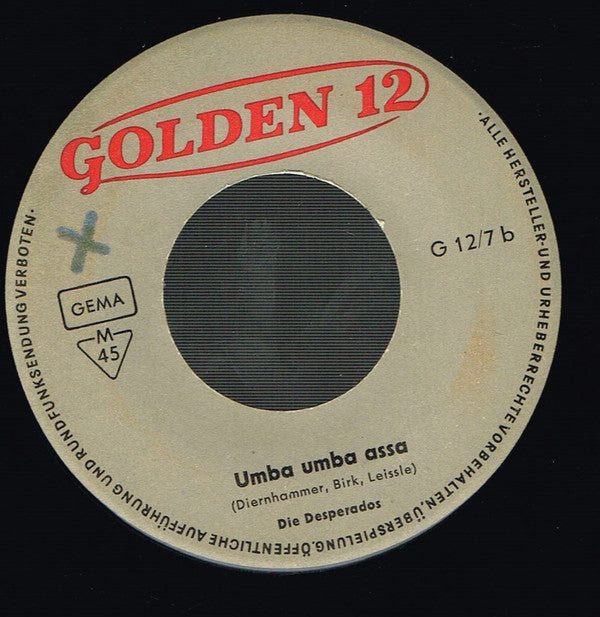 GOLDEN 12
·ALLE HERSTELLER- UND URHEBERRECHTE VORBEHALTEN. ÜBERSPIELUNG, ÖFFENTLICHE AUFFÜHRUNG UND RUNDFUNKSENDUNG VERBOTEN·
G 12/7 b
X
GEMA
M
45
Umba umba assa
(Diernhammer, Birk, Leissle)
Die Desperados